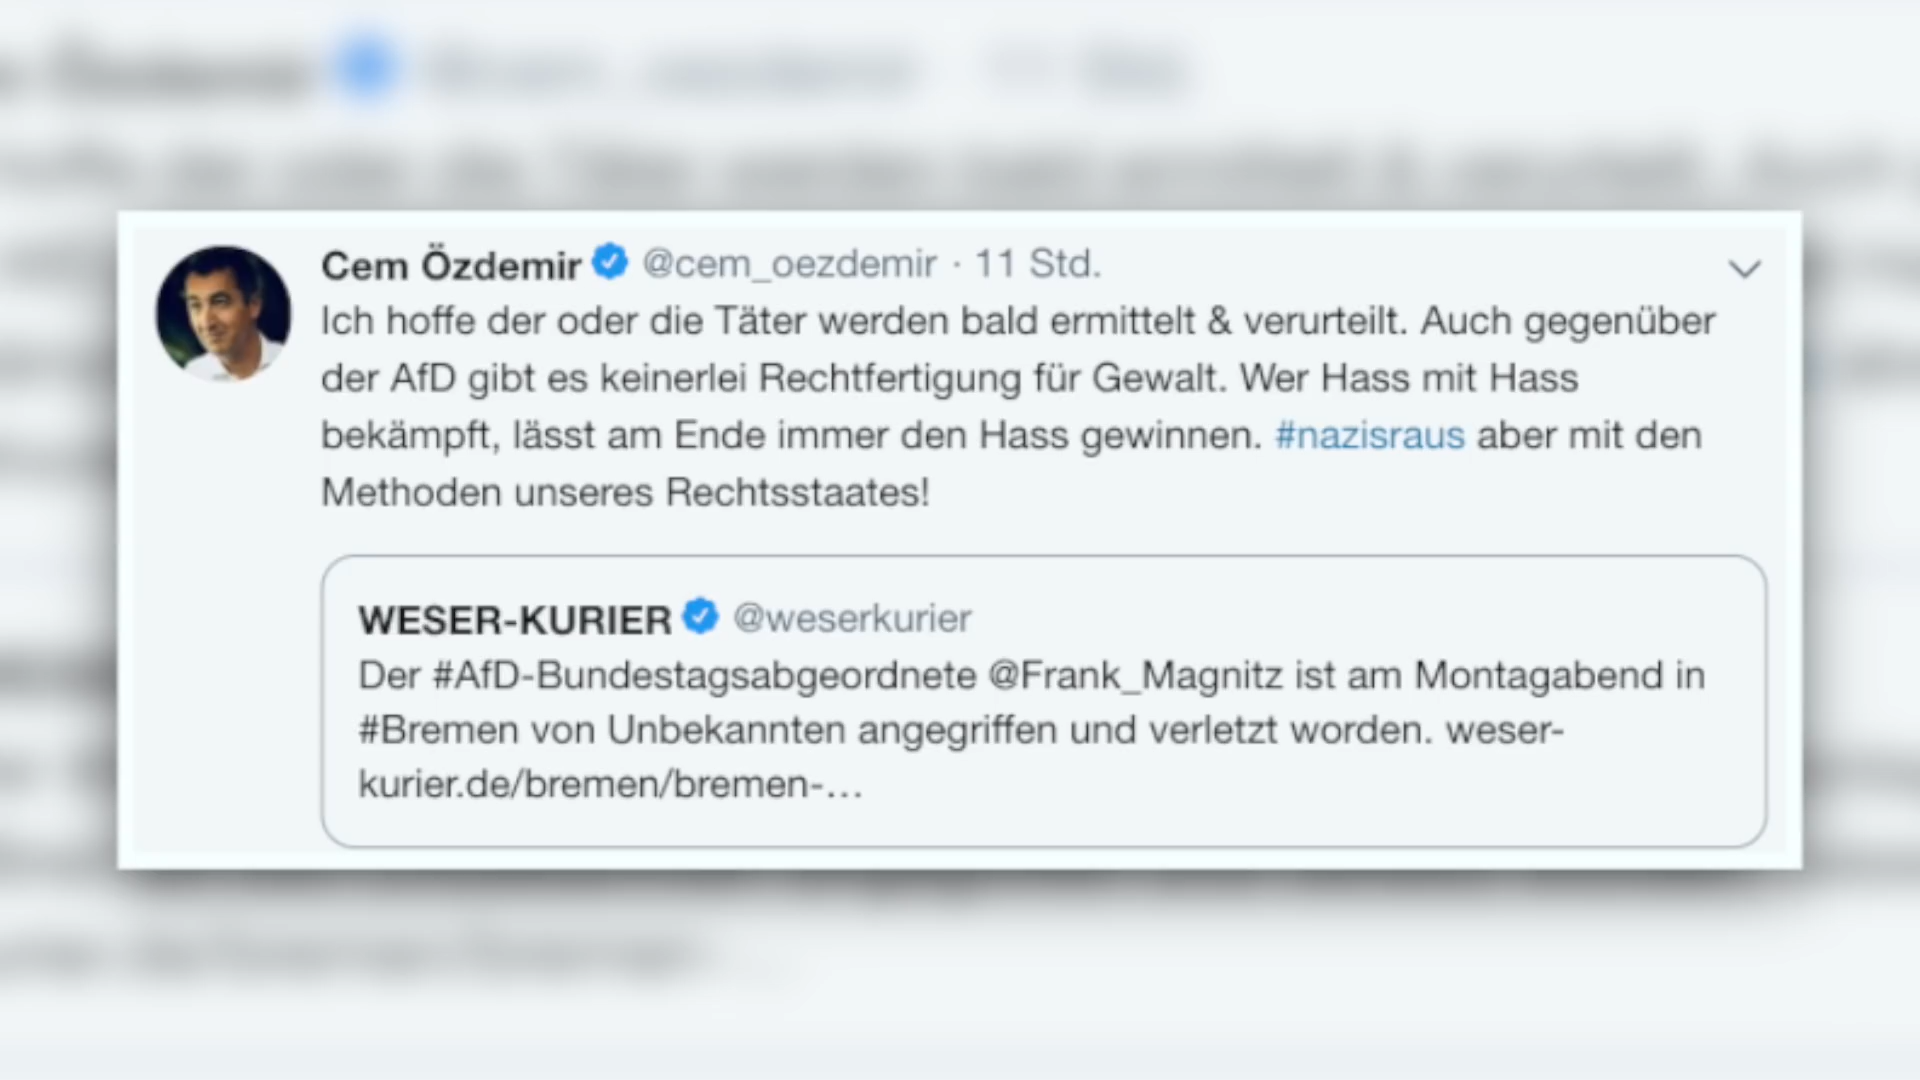 Cem Özdemir @cem_oezdemir · 11 Std.
Ich hoffe der oder die Täter werden bald ermittelt & verurteilt. Auch gegenüber
der AfD gibt es keinerlei Rechtfertigung für Gewalt. Wer Hass mit Hass
bekämpft, lässt am Ende immer den Hass gewinnen. #nazisraus aber mit den
Methoden unseres Rechtsstaates!
WESER-KURIER @weserkurier
Der #AfD-Bundestagsabgeordnete @Frank_Magnitz ist am Montagabend in
#Bremen von Unbekannten angegriffen und verletzt worden. weser-
kurier.de/bremen/bremen-…